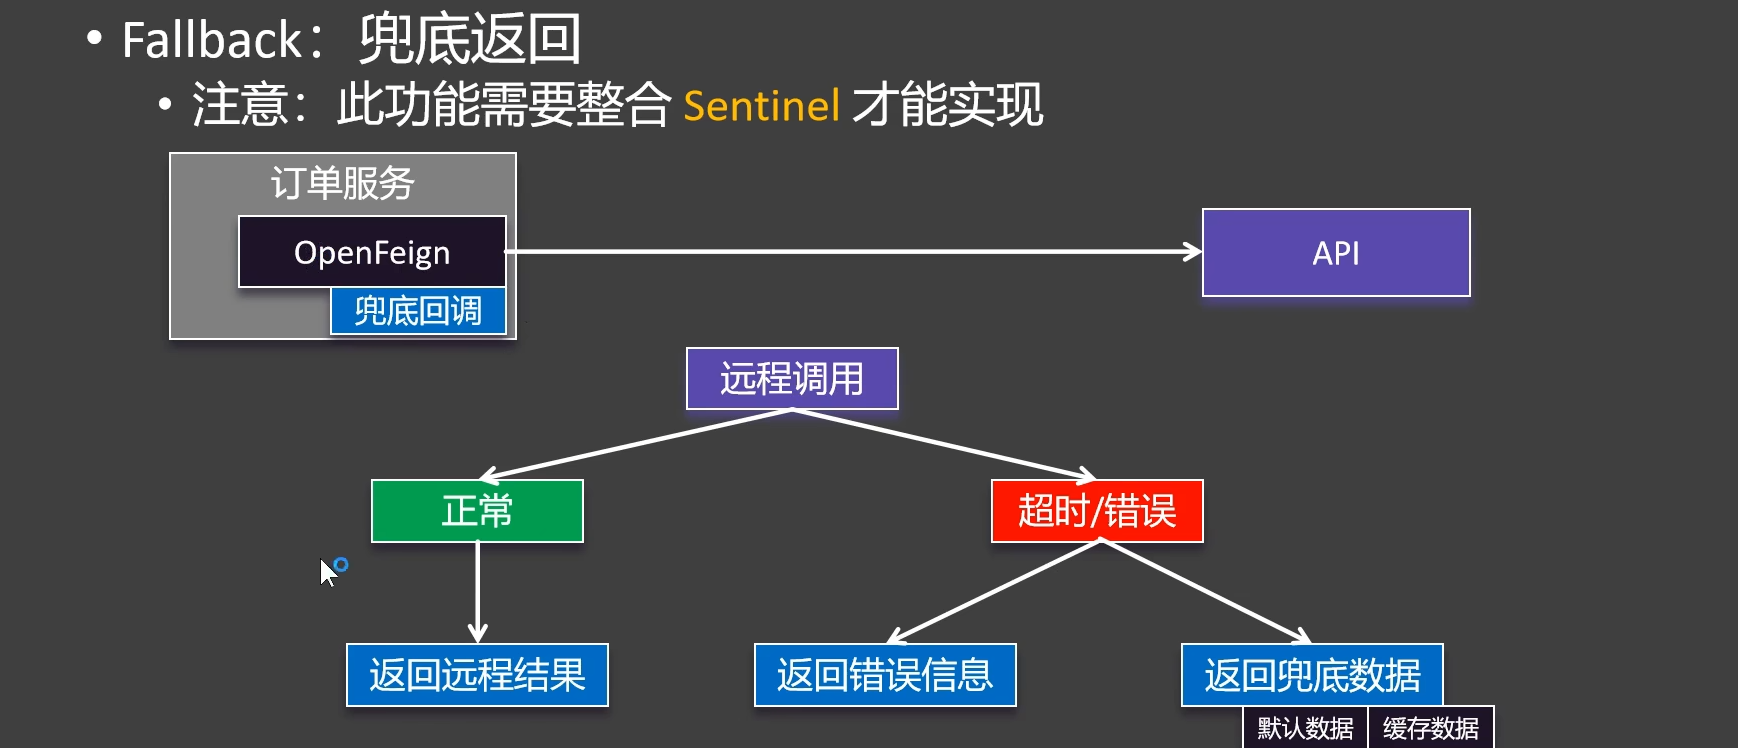 • Fallback：兜底返回
• 注意：此功能需要整合 Sentinel 才能实现
订单服务
OpenFeign
API
兜底回调
远程调用
正常
超时/错误
返回远程结果
返回错误信息
返回兜底数据
默认数据
缓存数据